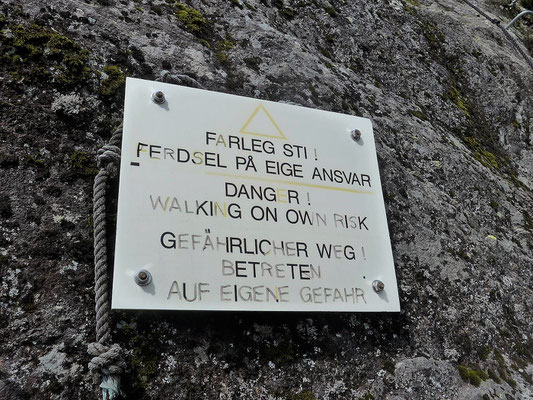 FARLEG STI !
FERDSEL PÅ EIGE ANSVAR
DANGER !
WALKING ON OWN RISK
GEFÄHRLICHER WEG !
BETRETEN
AUF EIGENE GEFAHR